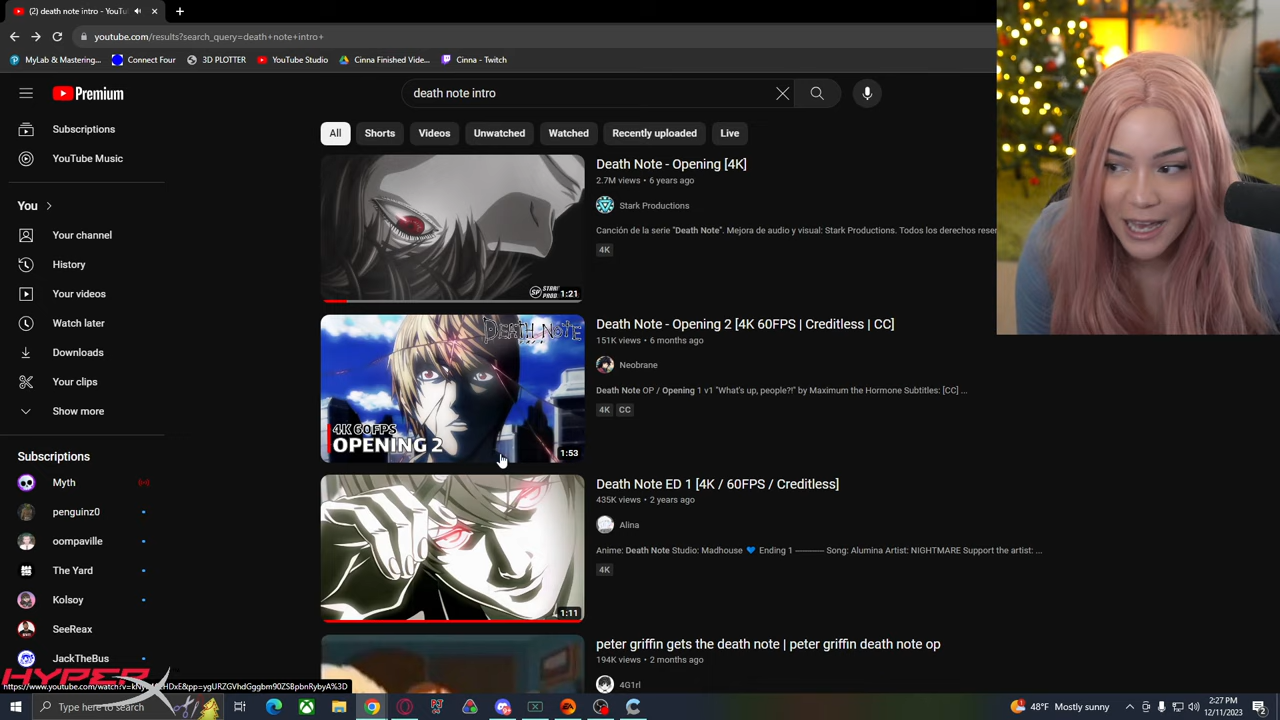 (2) death note intro - YouTu
youtube.com/results?search_query=death+note+intro+
MyLab & Mastering...
Connect Four
3D PLOTTER
YouTube Studio
Cinna Finished Vid...
Cinna - Twitch
Premium
death note intro
Subscriptions
YouTube Music
You
Your channel
History
Your videos
Watch later
Downloads
Your clips
Show more
Subscriptions
Myth
penguinz0
oompaville
The Yard
Kolsoy
SeeReax
JackTheBus
HYPERX
All
Shorts
Videos
Unwatched
Watched
Recently uploaded
Live
SP STARK PROD
1:21
Death Note - Opening [4K]
2.7M views • 6 years ago
Stark Productions
Canción de la serie "Death Note". Mejora de audio y visual: Stark Productions. Todos los derechos reser
4K
DEATH NOTE
4K 60FPS
OPENING 2
1:53
Death Note - Opening 2 [4K 60FPS | Creditless | CC]
151K views • 6 months ago
Neobrane
Death Note OP / Opening 1 v1 "What's up, people?!" by Maximum the Hormone Subtitles: [CC] ...
4K
CC
1:11
Death Note ED 1 [4K / 60FPS / Creditless]
435K views • 2 years ago
Alina
Anime: Death Note Studio: Madhouse 💙 Ending 1 ———– Song: Alumina Artist: NIGHTMARE Support the artist: ...
4K
peter griffin gets the death note | peter griffin death note op
194K views • 2 months ago
4G1rl
Type here to search
48°F Mostly sunny
2:27 PM
12/11/2023
2